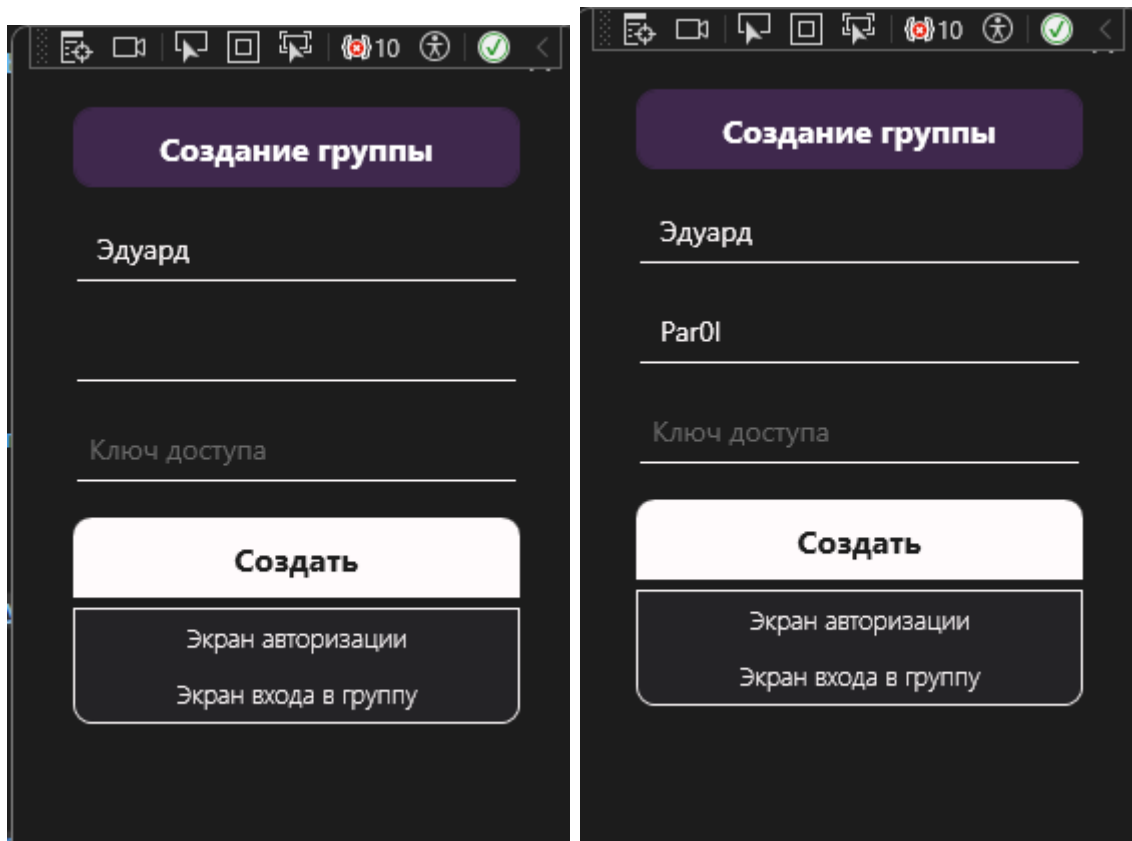 10
Создание группы
Эдуард
Ключ доступа
Создать
Экран авторизации
Экран входа в группу
10
Создание группы
Эдуард
Par0l
Ключ доступа
Создать
Экран авторизации
Экран входа в группу